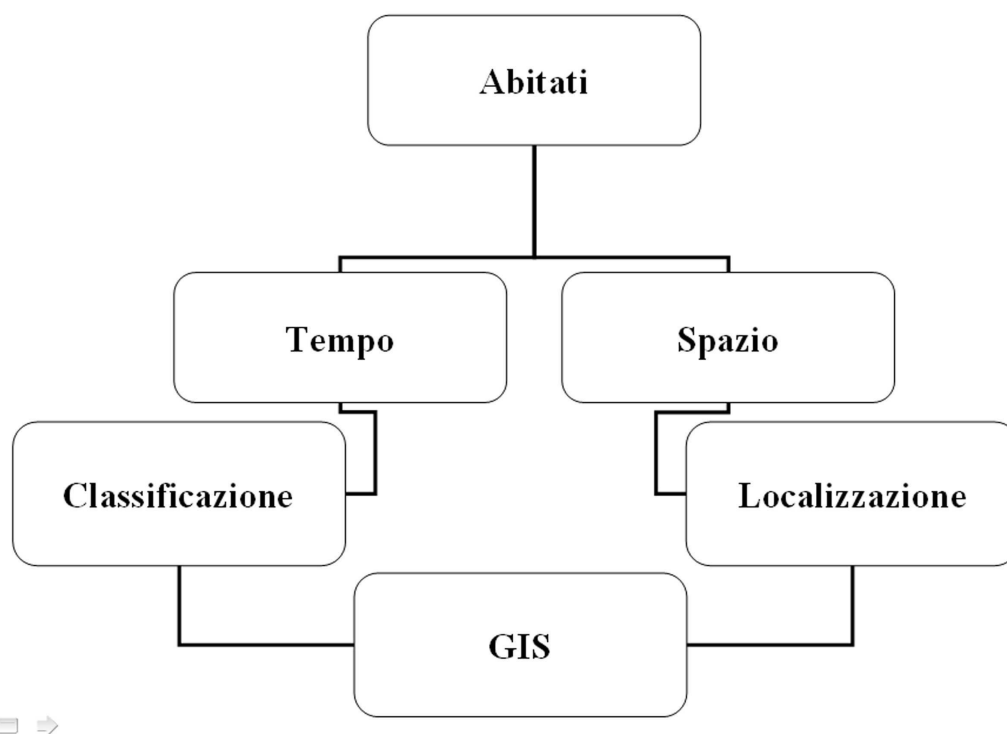 Abitati
Tempo
Spazio
Classificazione
Localizzazione
GIS